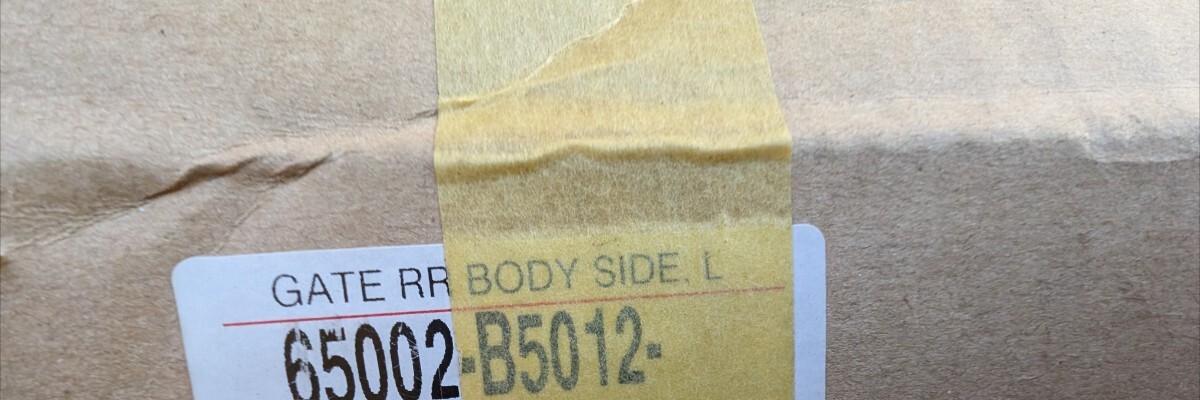 GATE RR BODY SIDE, L
65002-B5012-